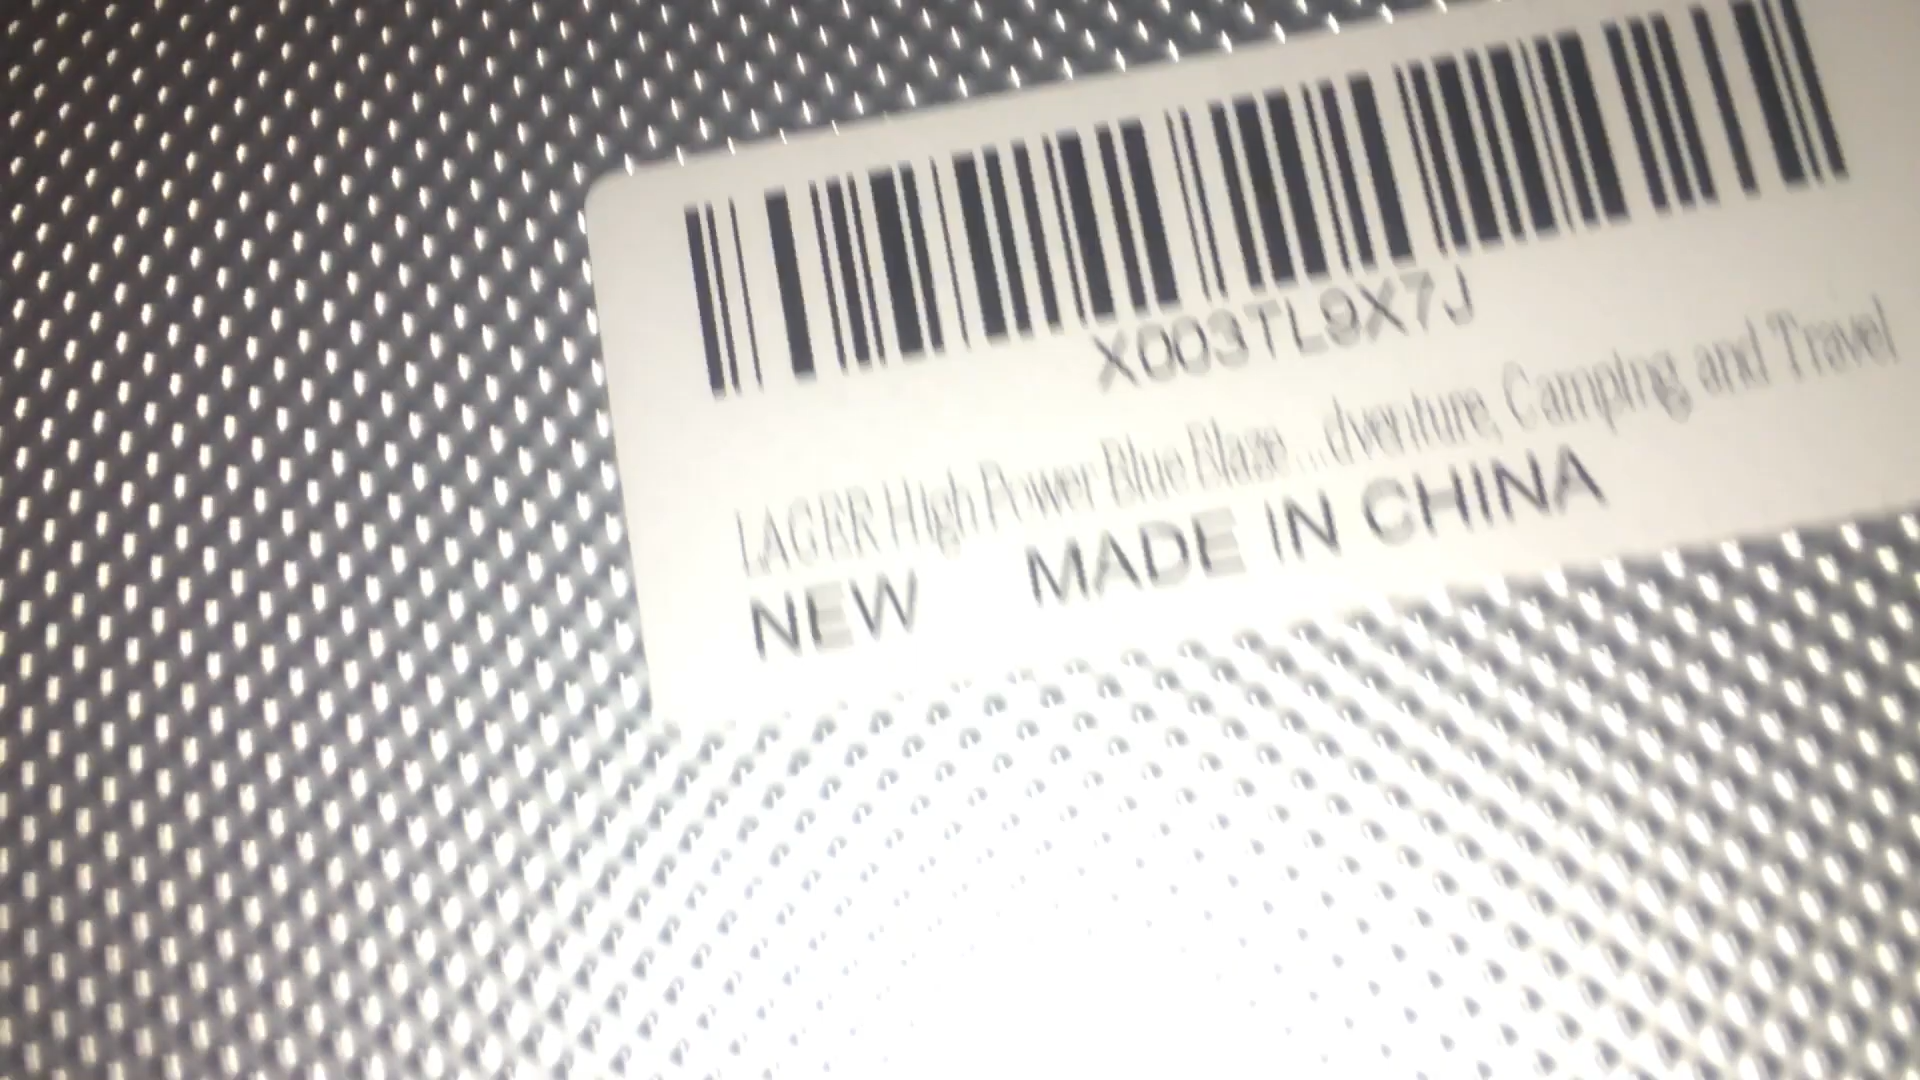 X003TL9X7J
LAGER High Power Blue Blaze...dventure, Camping and Travel
NEW MADE IN CHINA